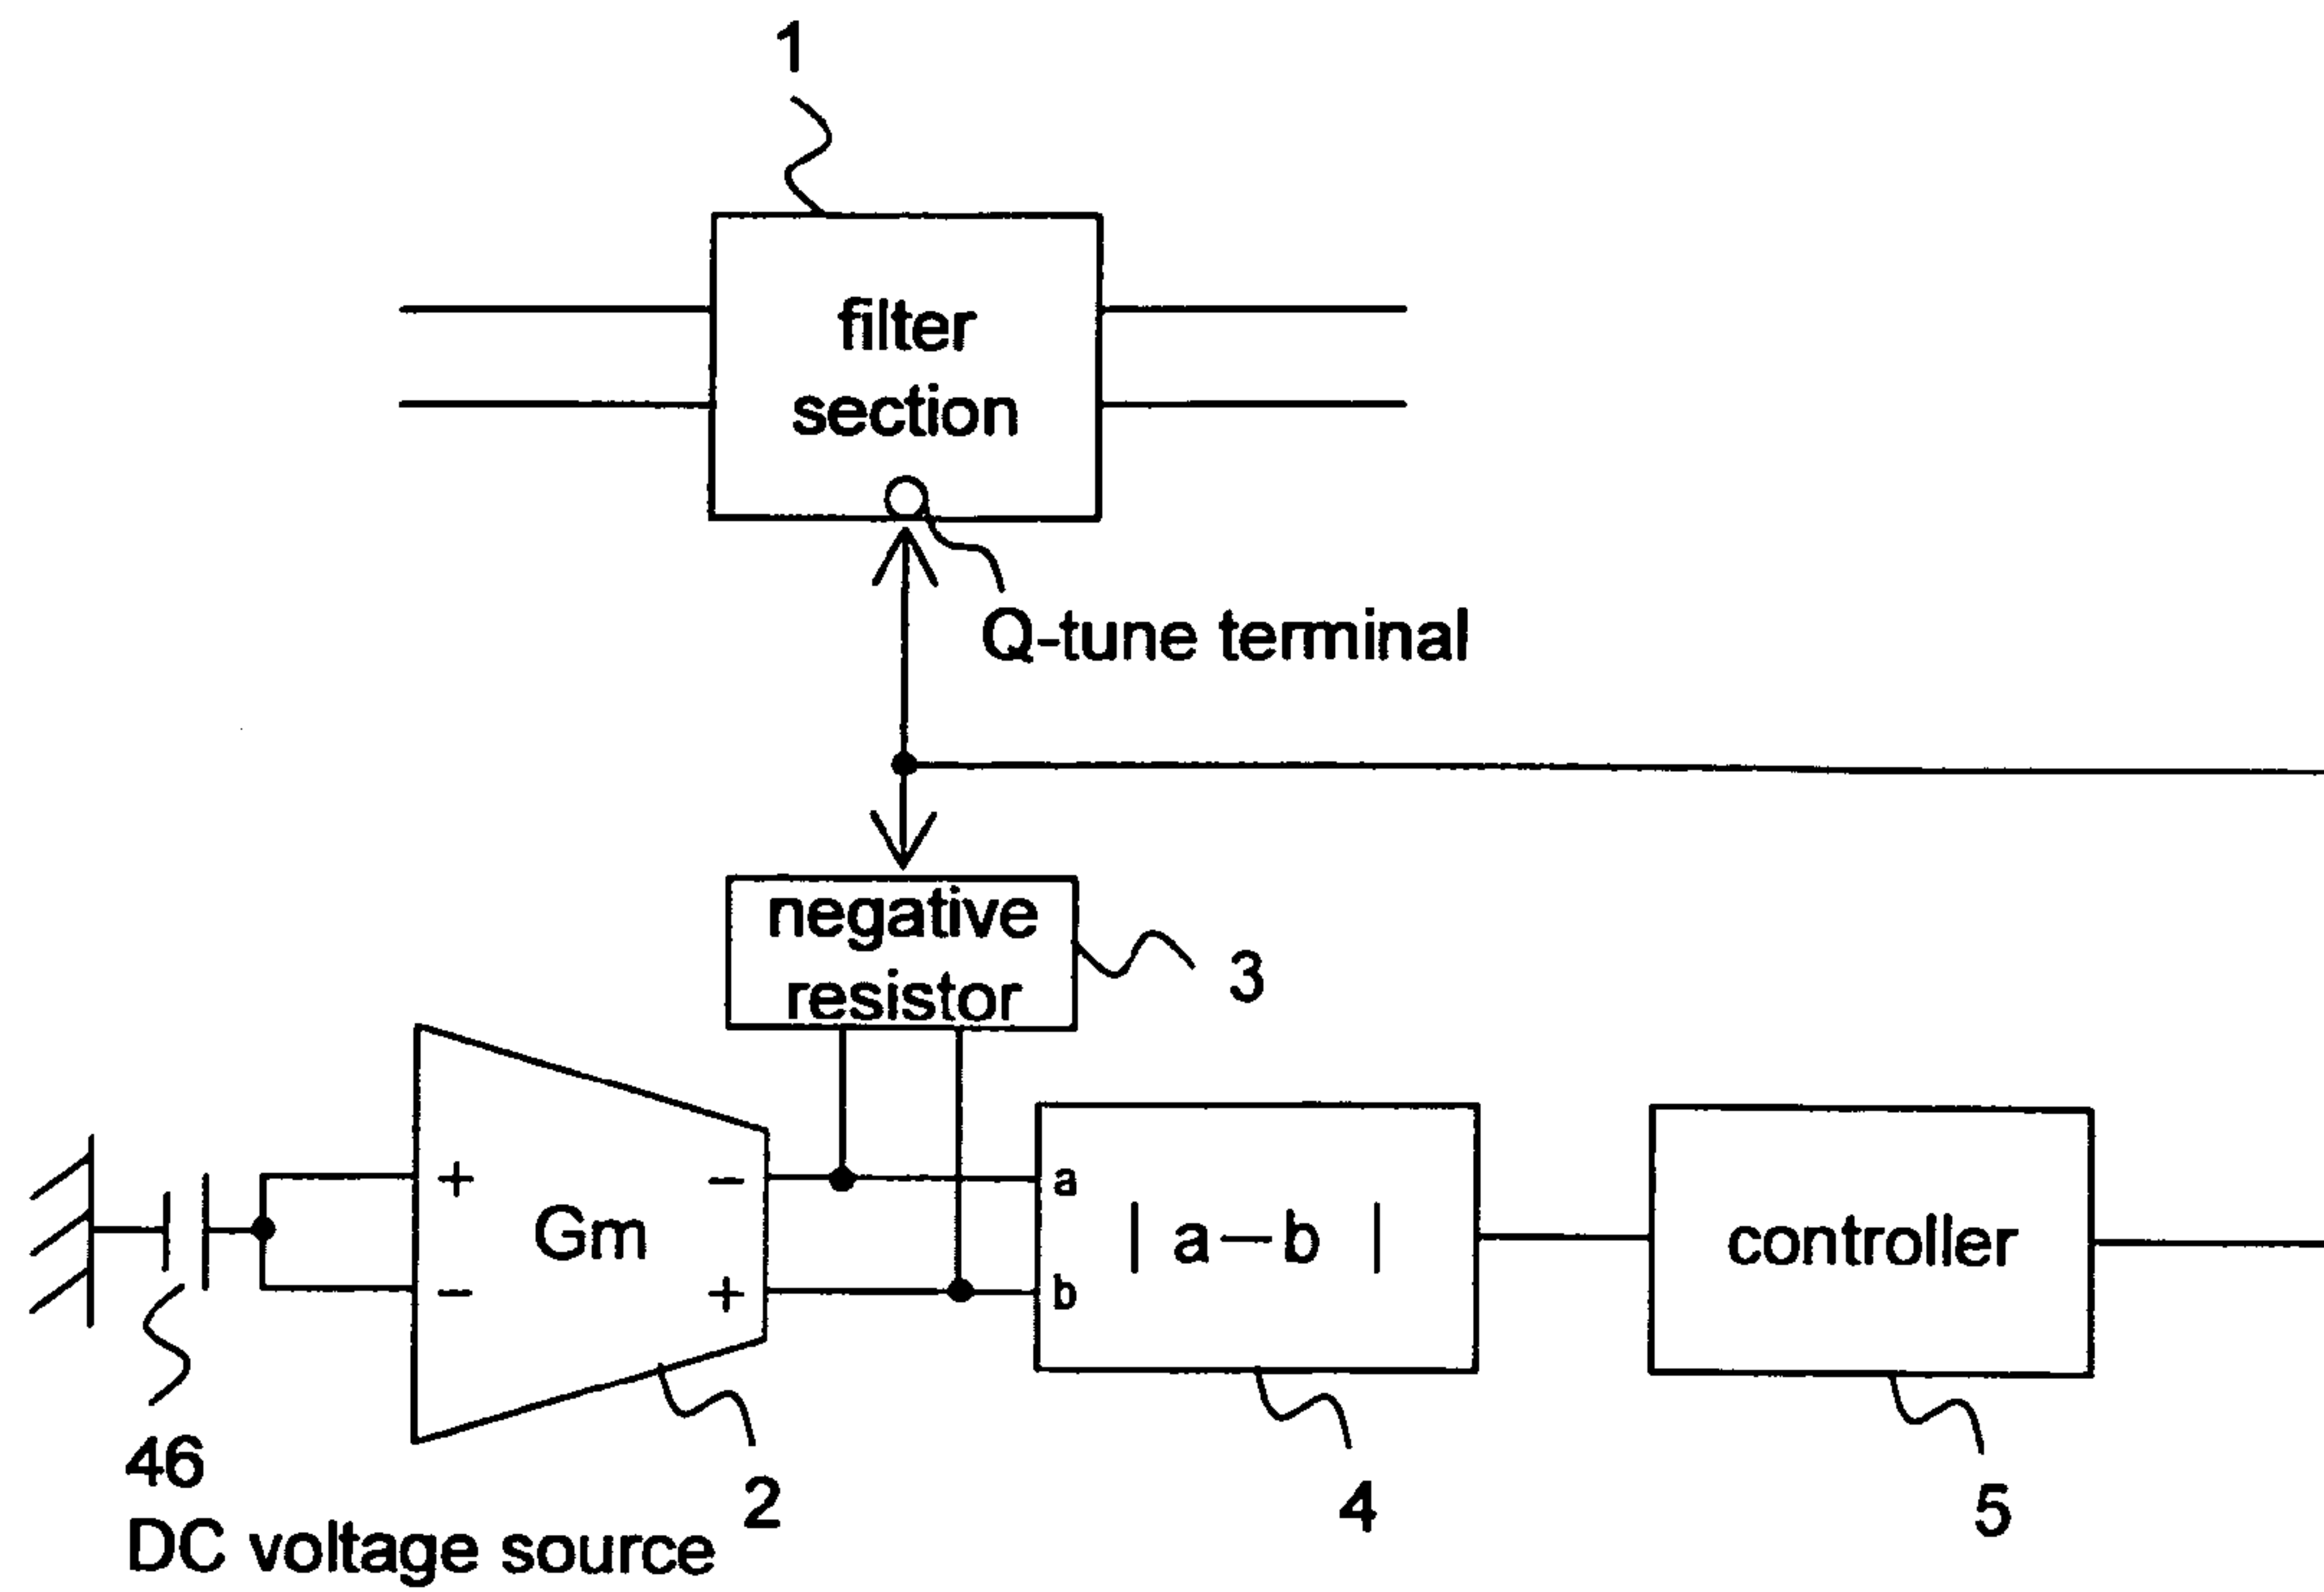 1
filter
section
Q-tune terminal
negative
resistor
3
+
−
Gm
−
+
a
b
| a−b |
controller
46
DC voltage source
2
4
5